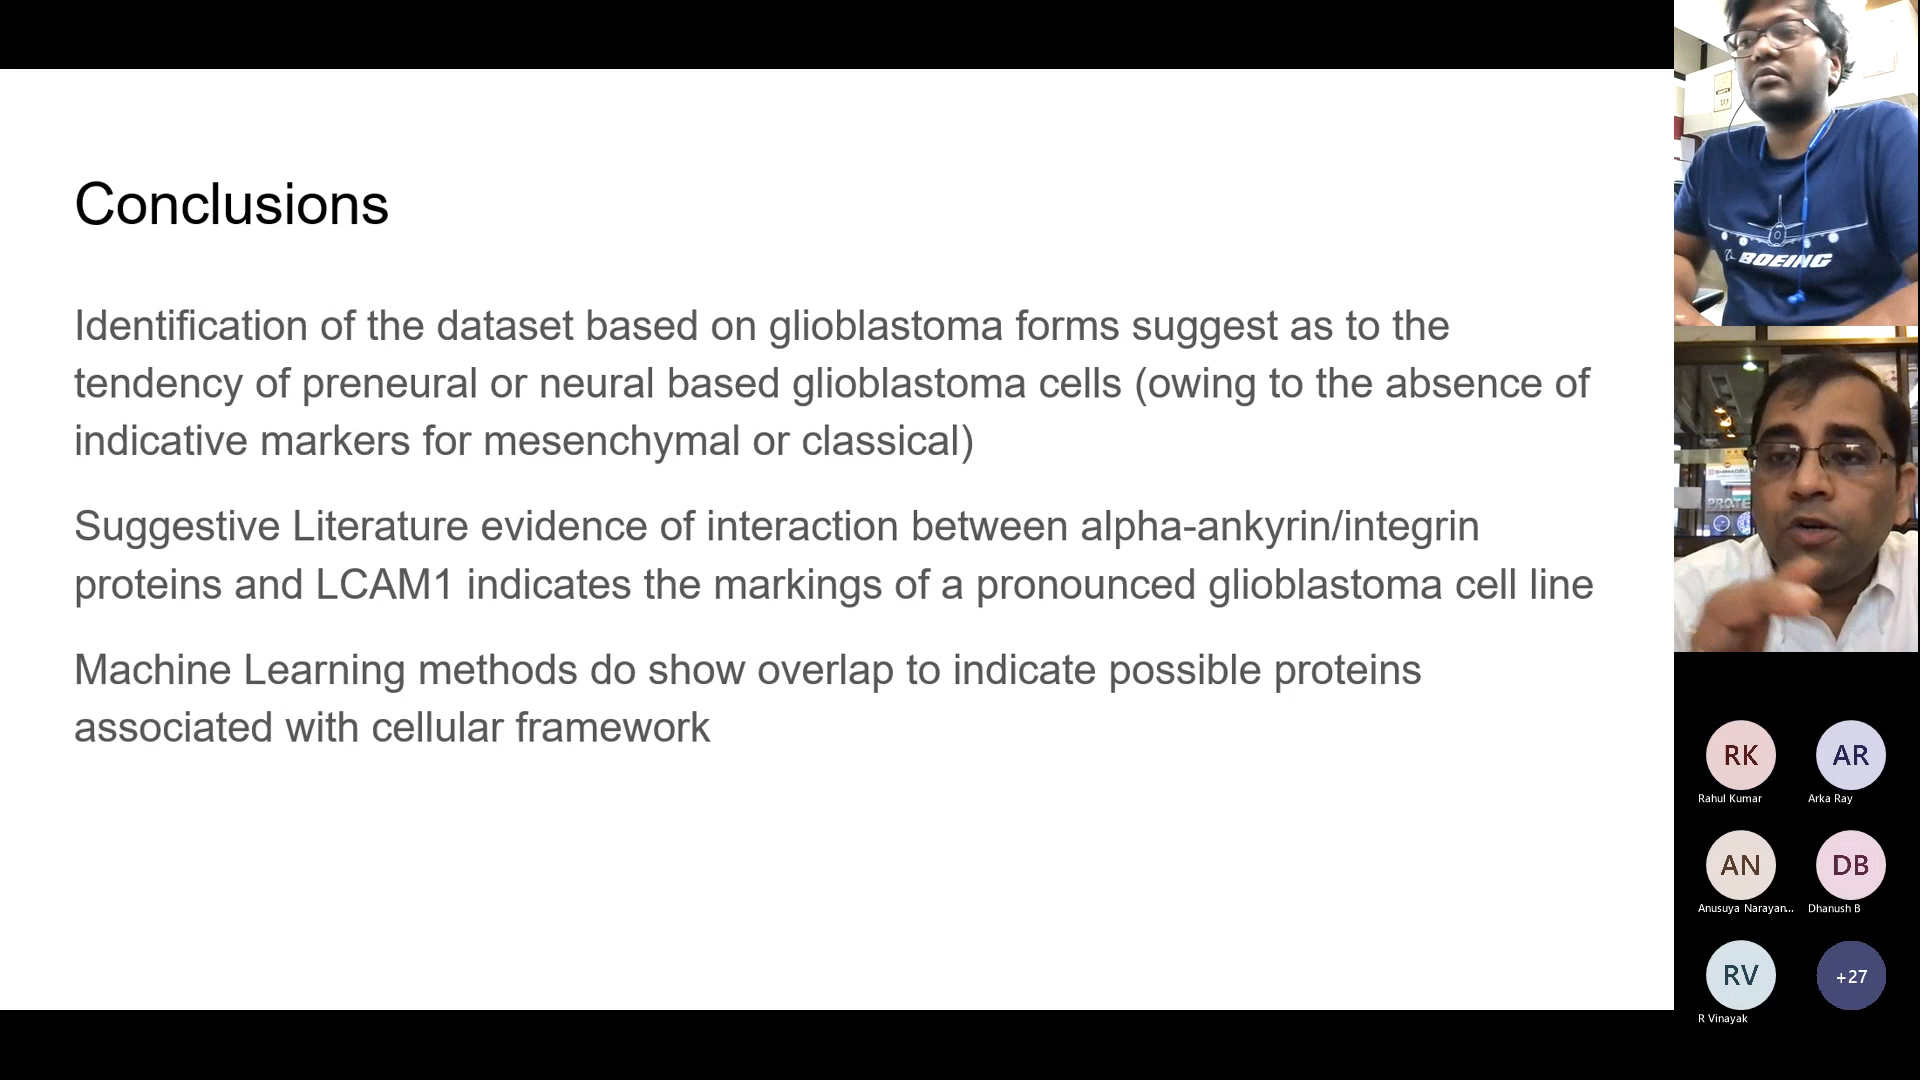 Conclusions
Identification of the dataset based on glioblastoma forms suggest as to the
tendency of preneural or neural based glioblastoma cells (owing to the absence of
indicative markers for mesenchymal or classical)
Suggestive Literature evidence of interaction between alpha-ankyrin/integrin
proteins and LCAM1 indicates the markings of a pronounced glioblastoma cell line
Machine Learning methods do show overlap to indicate possible proteins
associated with cellular framework
BOEING
SHIMADZU
PROTE
RK
AR
Rahul Kumar
Arka Ray
AN
DB
Anusuya Narayan...
Dhanush B
RV
+27
R Vinayak